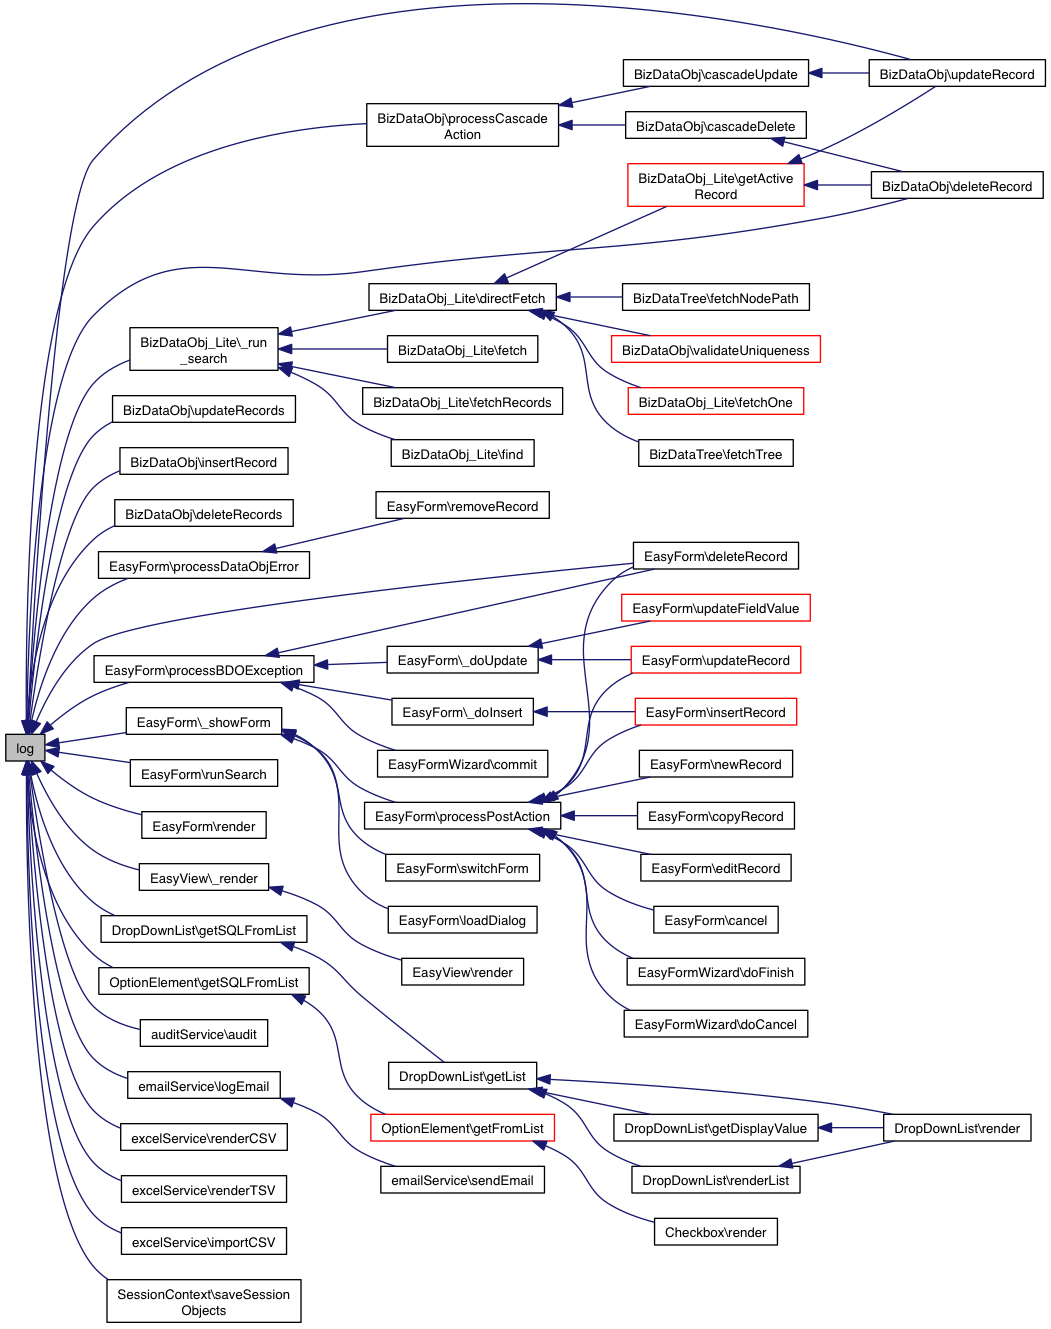 log
BizDataObj\processCascade
Action
BizDataObj\cascadeUpdate
BizDataObj\updateRecord
BizDataObj\cascadeDelete
BizDataObj_Lite\getActive
Record
BizDataObj\deleteRecord
BizDataObj_Lite\_run
_search
BizDataObj_Lite\directFetch
BizDataTree\fetchNodePath
BizDataObj\validateUniqueness
BizDataObj_Lite\fetchOne
BizDataTree\fetchTree
BizDataObj_Lite\fetch
BizDataObj_Lite\fetchRecords
BizDataObj_Lite\find
BizDataObj\updateRecords
BizDataObj\insertRecord
BizDataObj\deleteRecords
EasyForm\processDataObjError
EasyForm\removeRecord
EasyForm\processBDOException
EasyForm\deleteRecord
EasyForm\_doUpdate
EasyForm\updateFieldValue
EasyForm\updateRecord
EasyForm\_doInsert
EasyForm\insertRecord
EasyFormWizard\commit
EasyForm\_showForm
EasyForm\processPostAction
EasyForm\newRecord
EasyForm\copyRecord
EasyForm\editRecord
EasyForm\cancel
EasyFormWizard\doFinish
EasyFormWizard\doCancel
EasyForm\switchForm
EasyForm\loadDialog
EasyForm\runSearch
EasyForm\render
EasyView\_render
EasyView\render
DropDownList\getSQLFromList
DropDownList\getList
DropDownList\getDisplayValue
DropDownList\render
DropDownList\renderList
OptionElement\getSQLFromList
OptionElement\getFromList
Checkbox\render
auditService\audit
emailService\logEmail
emailService\sendEmail
excelService\renderCSV
excelService\renderTSV
excelService\importCSV
SessionContext\saveSession
Objects